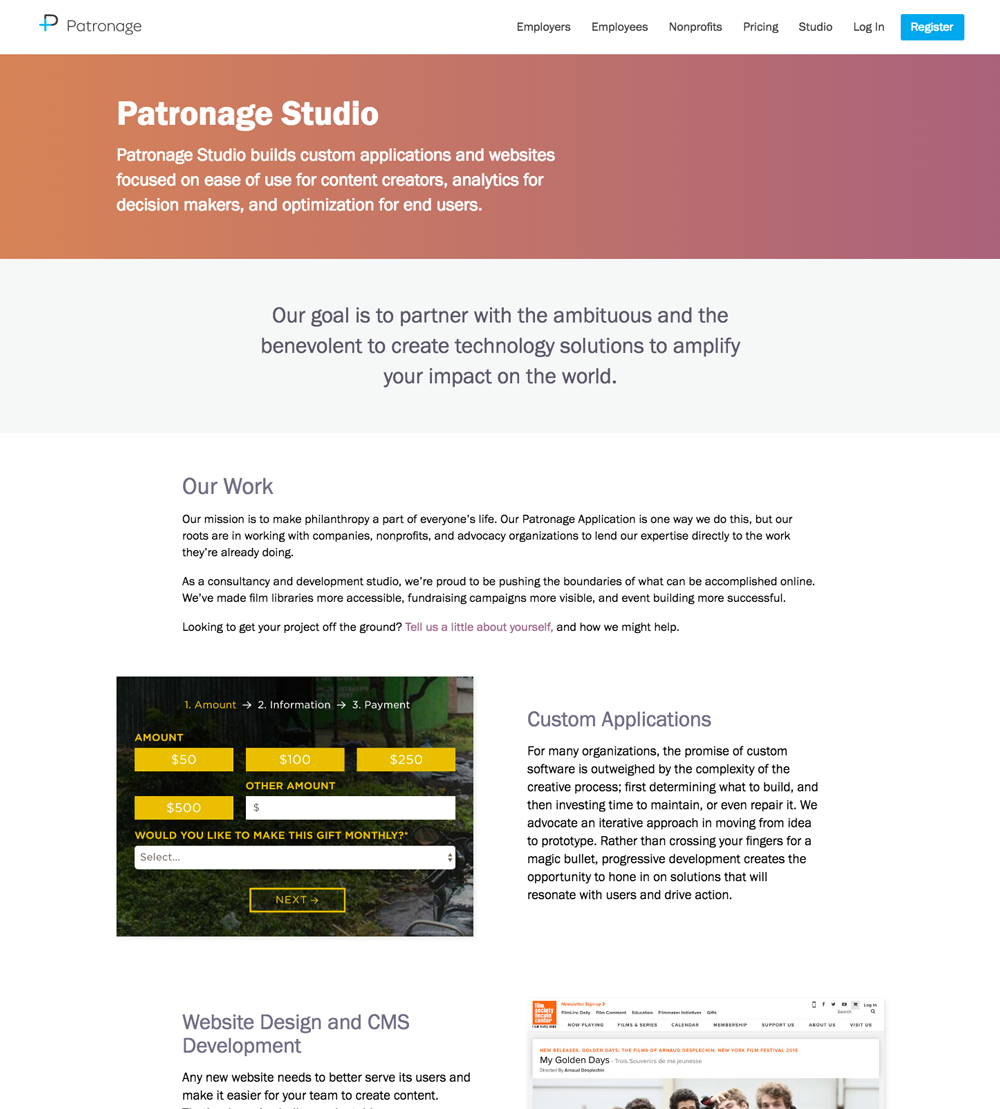 Patronage
Employers Employees Nonprofits Pricing Studio Log In Register
Patronage Studio
Patronage Studio builds custom applications and websites
focused on ease of use for content creators, analytics for
decision makers, and optimization for end users.
Our goal is to partner with the ambituous and the
benevolent to create technology solutions to amplify
your impact on the world.
Our Work
Our mission is to make philanthropy a part of everyone's life. Our Patronage Application is one way we do this, but our
roots are in working with companies, nonprofits, and advocacy organizations to lend our expertise directly to the work
they're already doing.
As a consultancy and development studio, we're proud to be pushing the boundaries of what can be accomplished online.
We've made film libraries more accessible, fundraising campaigns more visible, and event building more successful.
Looking to get your project off the ground? Tell us a little about yourself, and how we might help.
1. Amount → 2. Information → 3. Payment
AMOUNT
$50 $100 $250
OTHER AMOUNT
$500 $
WOULD YOU LIKE TO MAKE THIS GIFT MONTHLY?*
Select...
NEXT →
Custom Applications
For many organizations, the promise of custom
software is outweighed by the complexity of the
creative process; first determining what to build, and
then investing time to maintain, or even repair it. We
advocate an iterative approach in moving from idea
to prototype. Rather than crossing your fingers for a
magic bullet, progressive development creates the
opportunity to hone in on solutions that will
resonate with users and drive action.
Website Design and CMS
Development
Any new website needs to better serve its users and
make it easier for your team to create content.
film
society
lincoln
center
Newsletter Sign up
Log In
FilmLinc Daily Film Comment Education Filmmaker Initiatives Gifts
Search
NOW PLAYING FILMS & SERIES CALENDAR MEMBERSHIP SUPPORT US ABOUT US VISIT US
NEW RELEASES, GOLDEN DAYS: THE FILMS OF ARNAUD DESPLECHIN, NEW YORK FILM FESTIVAL 2015
My Golden Days - Trois Souvenirs de ma jeunesse
Directed By Arnaud Desplechin